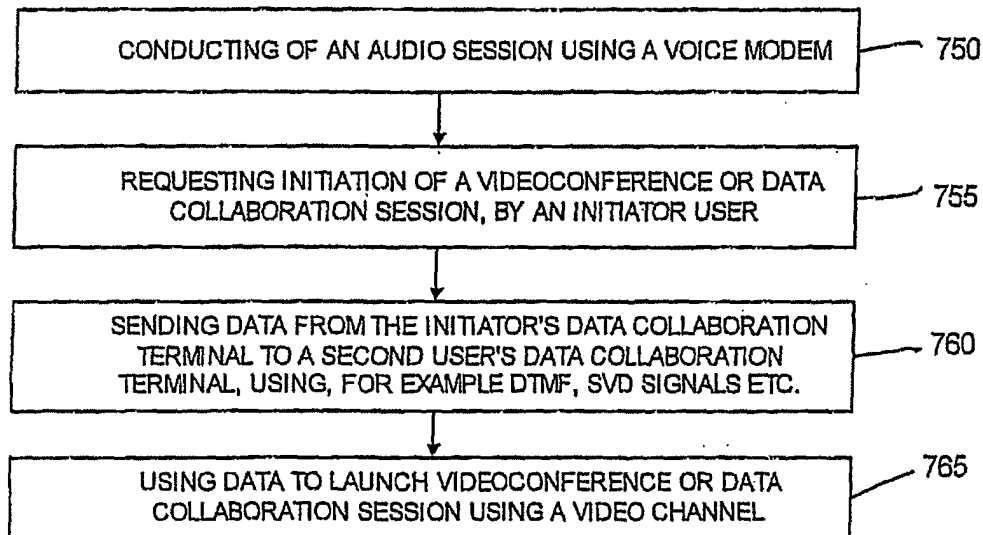 CONDUCTING OF AN AUDIO SESSION USING A VOICE MODEM
750
REQUESTING INITIATION OF A VIDEOCONFERENCE OR DATA
COLLABORATION SESSION, BY AN INITIATOR USER
755
SENDING DATA FROM THE INITIATOR'S DATA COLLABORATION
TERMINAL TO A SECOND USER'S DATA COLLABORATION
TERMINAL, USING, FOR EXAMPLE DTMF, SVD SIGNALS ETC.
760
USING DATA TO LAUNCH VIDEOCONFERENCE OR DATA
COLLABORATION SESSION USING A VIDEO CHANNEL
765